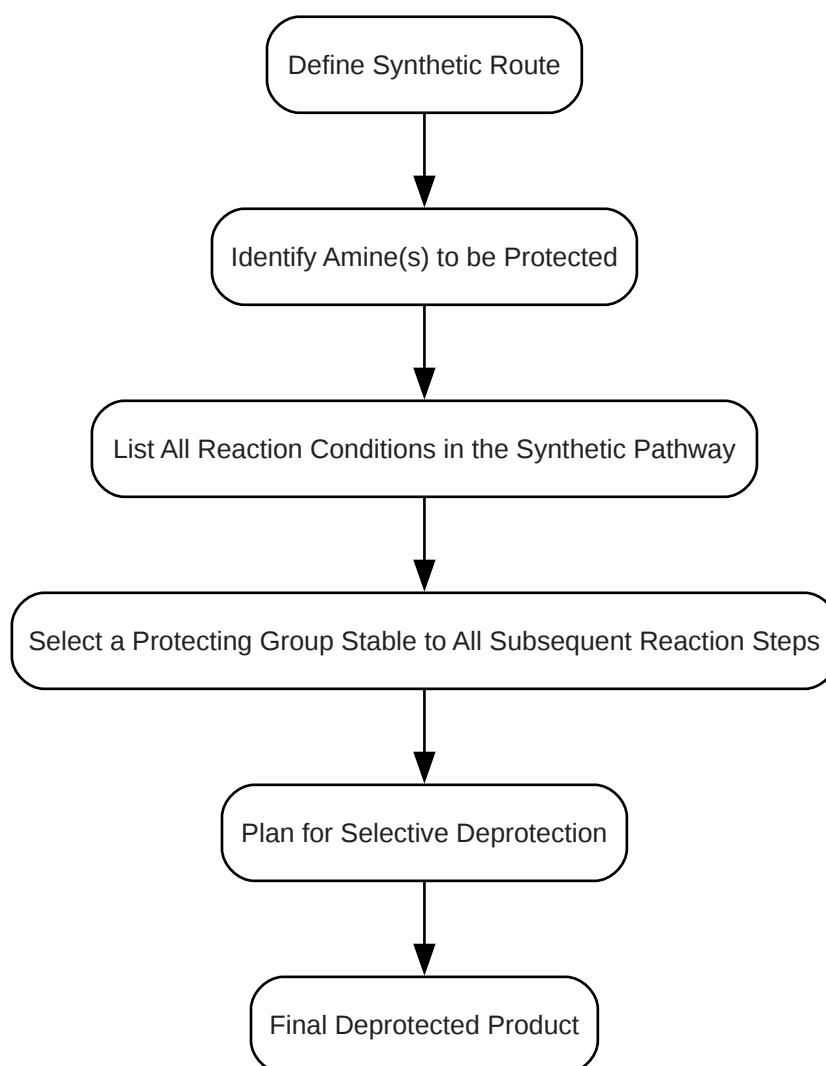 Define Synthetic Route
Identify Amine(s) to be Protected
List All Reaction Conditions in the Synthetic Pathway
Select a Protecting Group Stable to All Subsequent Reaction Steps
Plan for Selective Deprotection
Final Deprotected Product